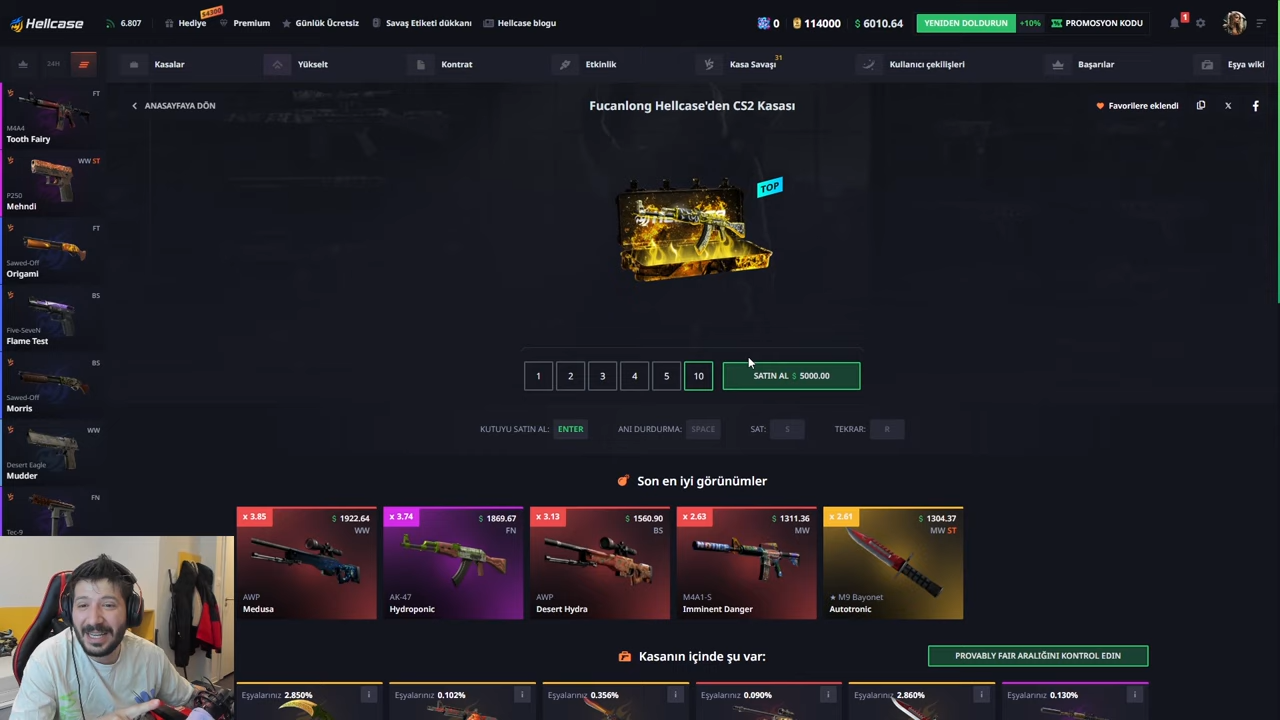 Hellcase
6.807
Hediye
$4300
Premium
Günlük Ücretsiz
Savaş Etiketi dükkanı
Hellcase blogu
0
114000
$ 6010.64
YENİDEN DOLDURUN
+10%
PROMOSYON KODU
1
24H
Kasalar
Yükselt
Kontrat
Etkinlik
Kasa Savaşı
31
Kullanıcı çekilişleri
Başarılar
Eşya wiki
FT
M4A4
Tooth Fairy
WW ST
P250
Mehndi
FT
Sawed-Off
Origami
BS
Five-SeveN
Flame Test
BS
Sawed-Off
Morris
WW
Desert Eagle
Mudder
FN
Tec-9
ANASAYFAYA DÖN
Fucanlong Hellcase'den CS2 Kasası
Favorilere eklendi
TOP
1
2
3
4
5
10
SATIN AL $ 5000.00
KUTUYU SATIN AL: ENTER
ANI DURDURMA: SPACE
SAT: S
TEKRAR: R
Son en iyi görünümler
x 3.85
$ 1922.64
WW
AWP
Medusa
x 3.74
$ 1869.67
FN
AK-47
Hydroponic
x 3.13
$ 1560.90
BS
AWP
Desert Hydra
x 2.63
$ 1311.36
MW
M4A1-S
Imminent Danger
x 2.61
$ 1304.37
MW ST
★ M9 Bayonet
Autotronic
Kasanın içinde şu var:
PROVABLY FAIR ARALIĞINI KONTROL EDIN
Eşyalarınız 2.850%
Eşyalarınız 0.102%
Eşyalarınız 0.356%
Eşyalarınız 0.090%
Eşyalarınız 2.860%
Eşyalarınız 0.130%